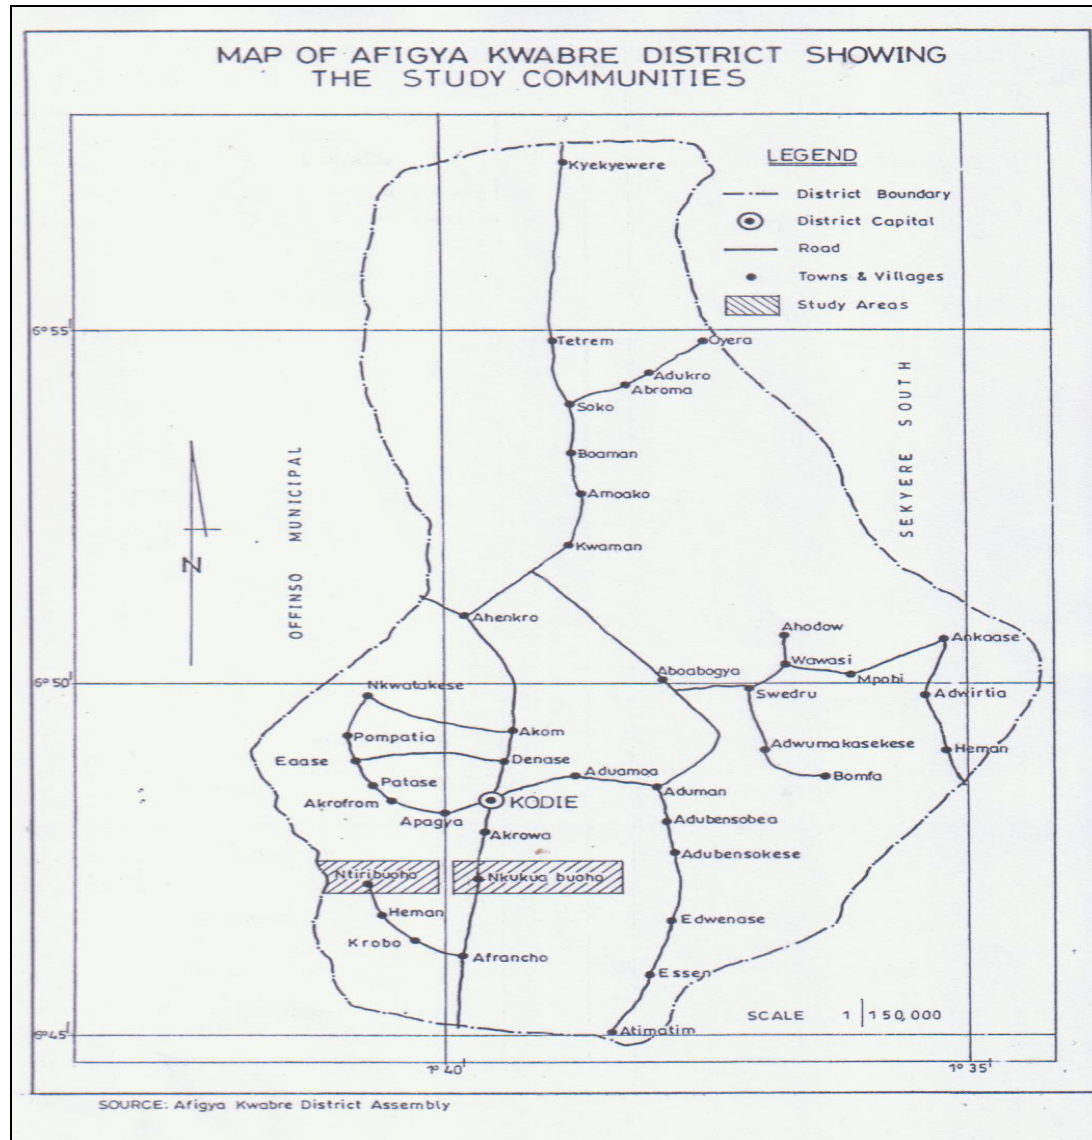 MAP OF AFIGYA KWABRE DISTRICT SHOWING
THE STUDY COMMUNITIES
LEGEND
District Boundary
District Capital
Road
Towns & Villages
Study Areas
Kyekyewere
6°55'
Tetrem
Oyera
Adukro
Abroma
Soko
Boaman
Amoako
Kwaman
OFFINSO MUNICIPAL
SEKYERE SOUTH
N
Ahenkro
Ahodow
Ankaase
Wawasi
Mpobi
Aboabogya
6°50'
Swedru
Nkwatakese
Adwirtia
Akom
Pompatia
Adwumakasekese
Heman
Eaase
Denase
Aduamoa
Bomfa
Patase
Aduman
Akrofrom
KODIE
Apagya
Adubensobea
Akrowa
Adubensokese
Ntiribuoho
Nkukua buoho
Heman
Edwenase
Krobo
Afrancho
Essen
SCALE 1 | 150,000
Atimatim
6°45'
1°40'
1°35'
SOURCE: Afigya Kwabre District Assembly